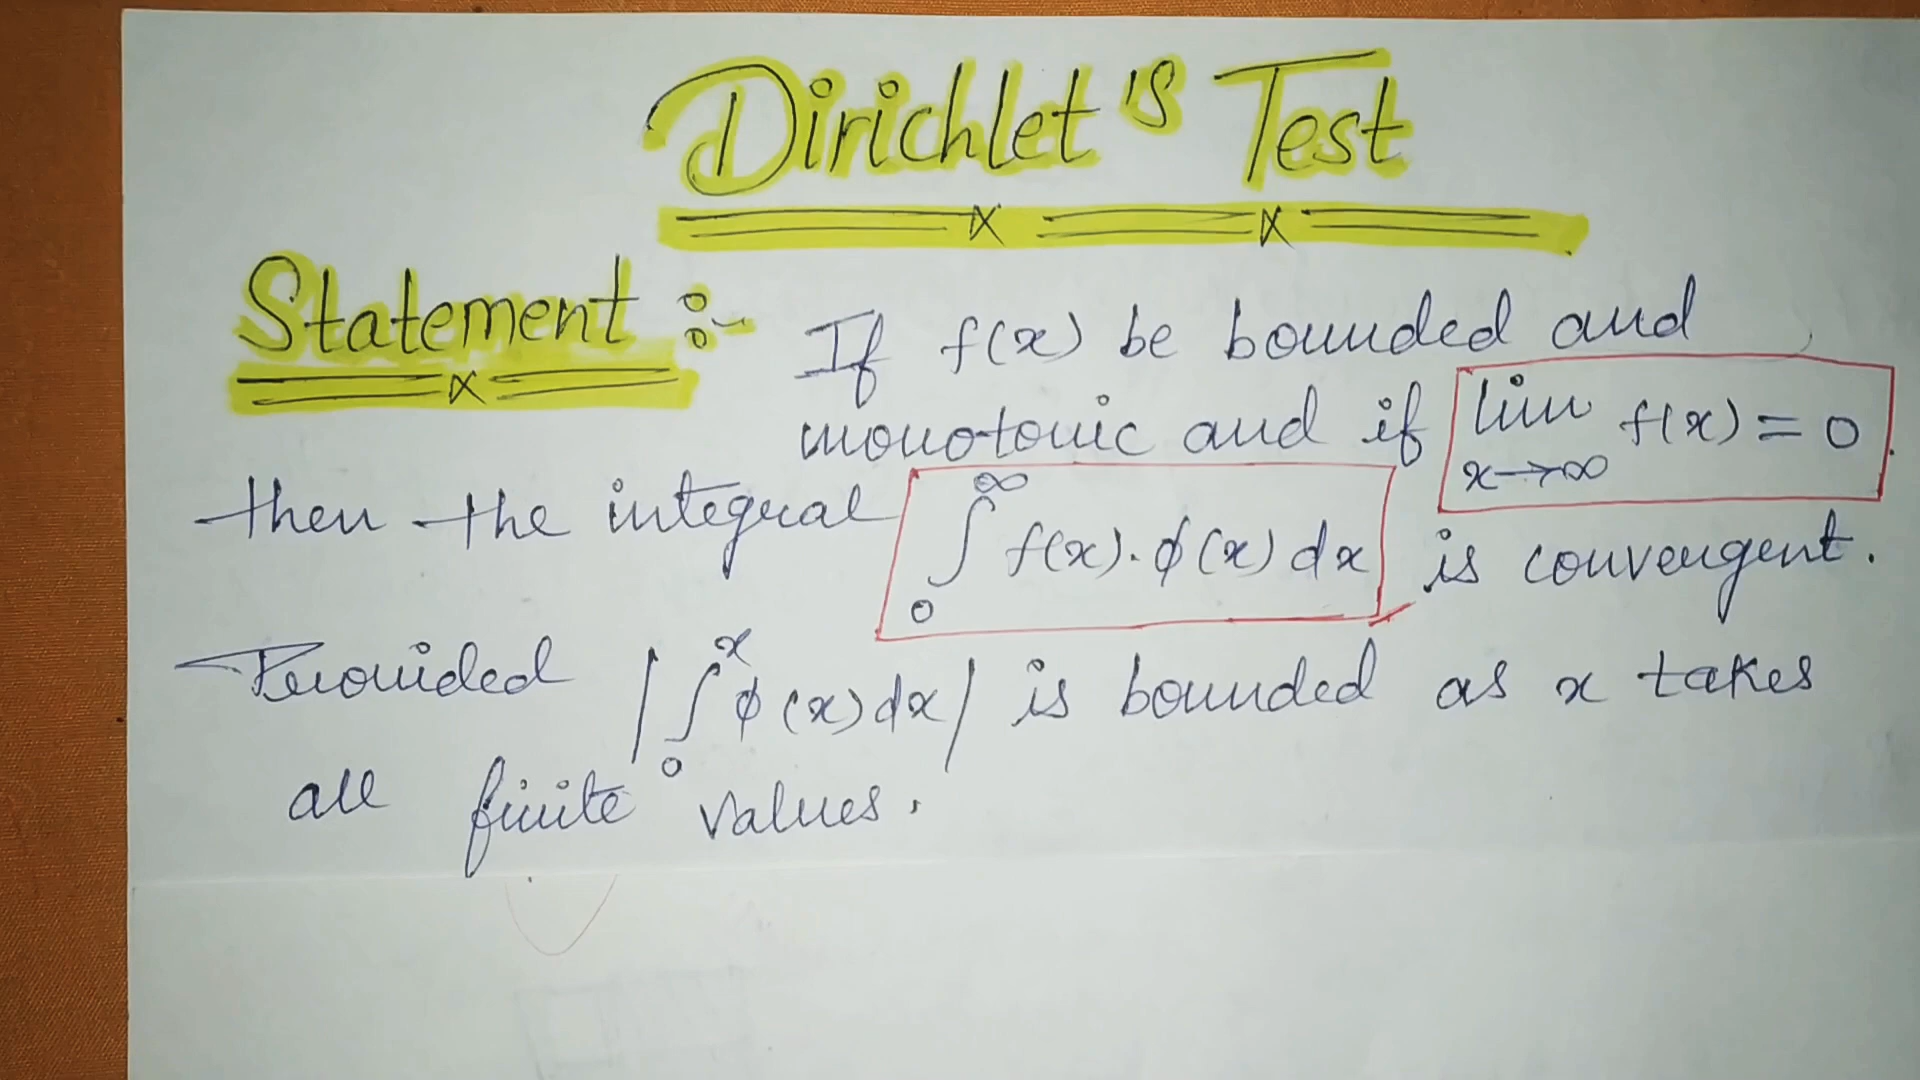 Dirichlet's Test
Statement :- If f(x) be bounded and
monotonic and if lim x→∞ f(x) = 0.
then the integral ∫₀^∞ f(x).ϕ(x) dx is convergent.
Provided |∫₀^x ϕ(x)dx| is bounded as x takes
all finite values.